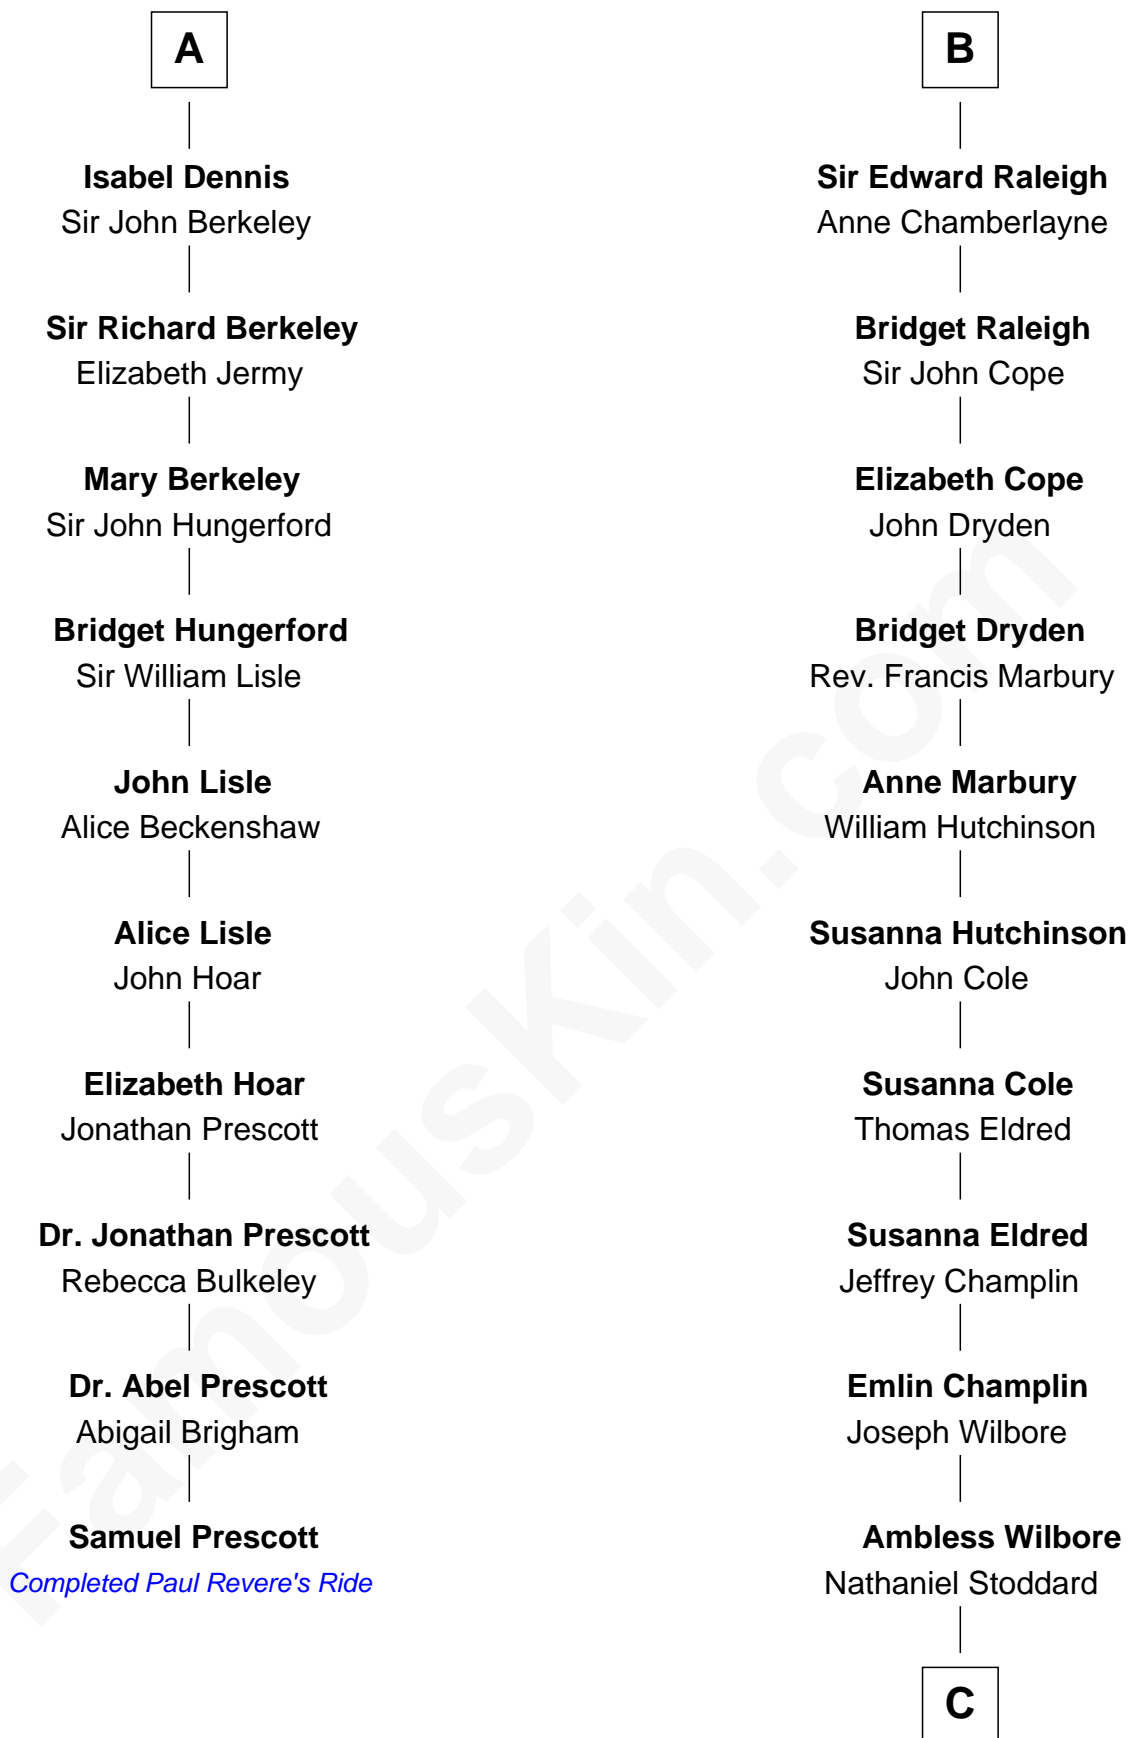 A
Isabel Dennis
Sir John Berkeley
Sir Richard Berkeley
Elizabeth Jermy
Mary Berkeley
Sir John Hungerford
Bridget Hungerford
Sir William Lisle
John Lisle
Alice Beckenshaw
Alice Lisle
John Hoar
Elizabeth Hoar
Jonathan Prescott
Dr. Jonathan Prescott
Rebecca Bulkeley
Dr. Abel Prescott
Abigail Brigham
Samuel Prescott
Completed Paul Revere's Ride
B
Sir Edward Raleigh
Anne Chamberlayne
Bridget Raleigh
Sir John Cope
Elizabeth Cope
John Dryden
Bridget Dryden
Rev. Francis Marbury
Anne Marbury
William Hutchinson
Susanna Hutchinson
John Cole
Susanna Cole
Thomas Eldred
Susanna Eldred
Jeffrey Champlin
Emlin Champlin
Joseph Wilbore
Ambless Wilbore
Nathaniel Stoddard
C
FamousKin.com